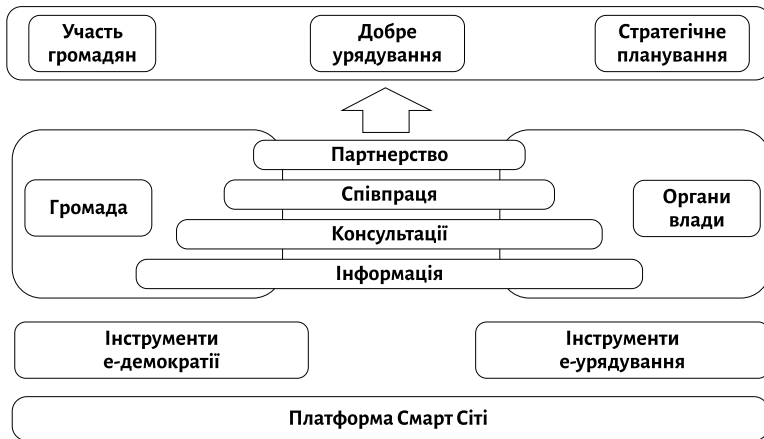 Участь
громадян
Добре
урядування
Стратегічне
планування
Партнерство
Співпраця
Консультації
Інформація
Громада
Органи
влади
Інструменти
е-демократії
Інструменти
е-урядування
Платформа Смарт Сіті